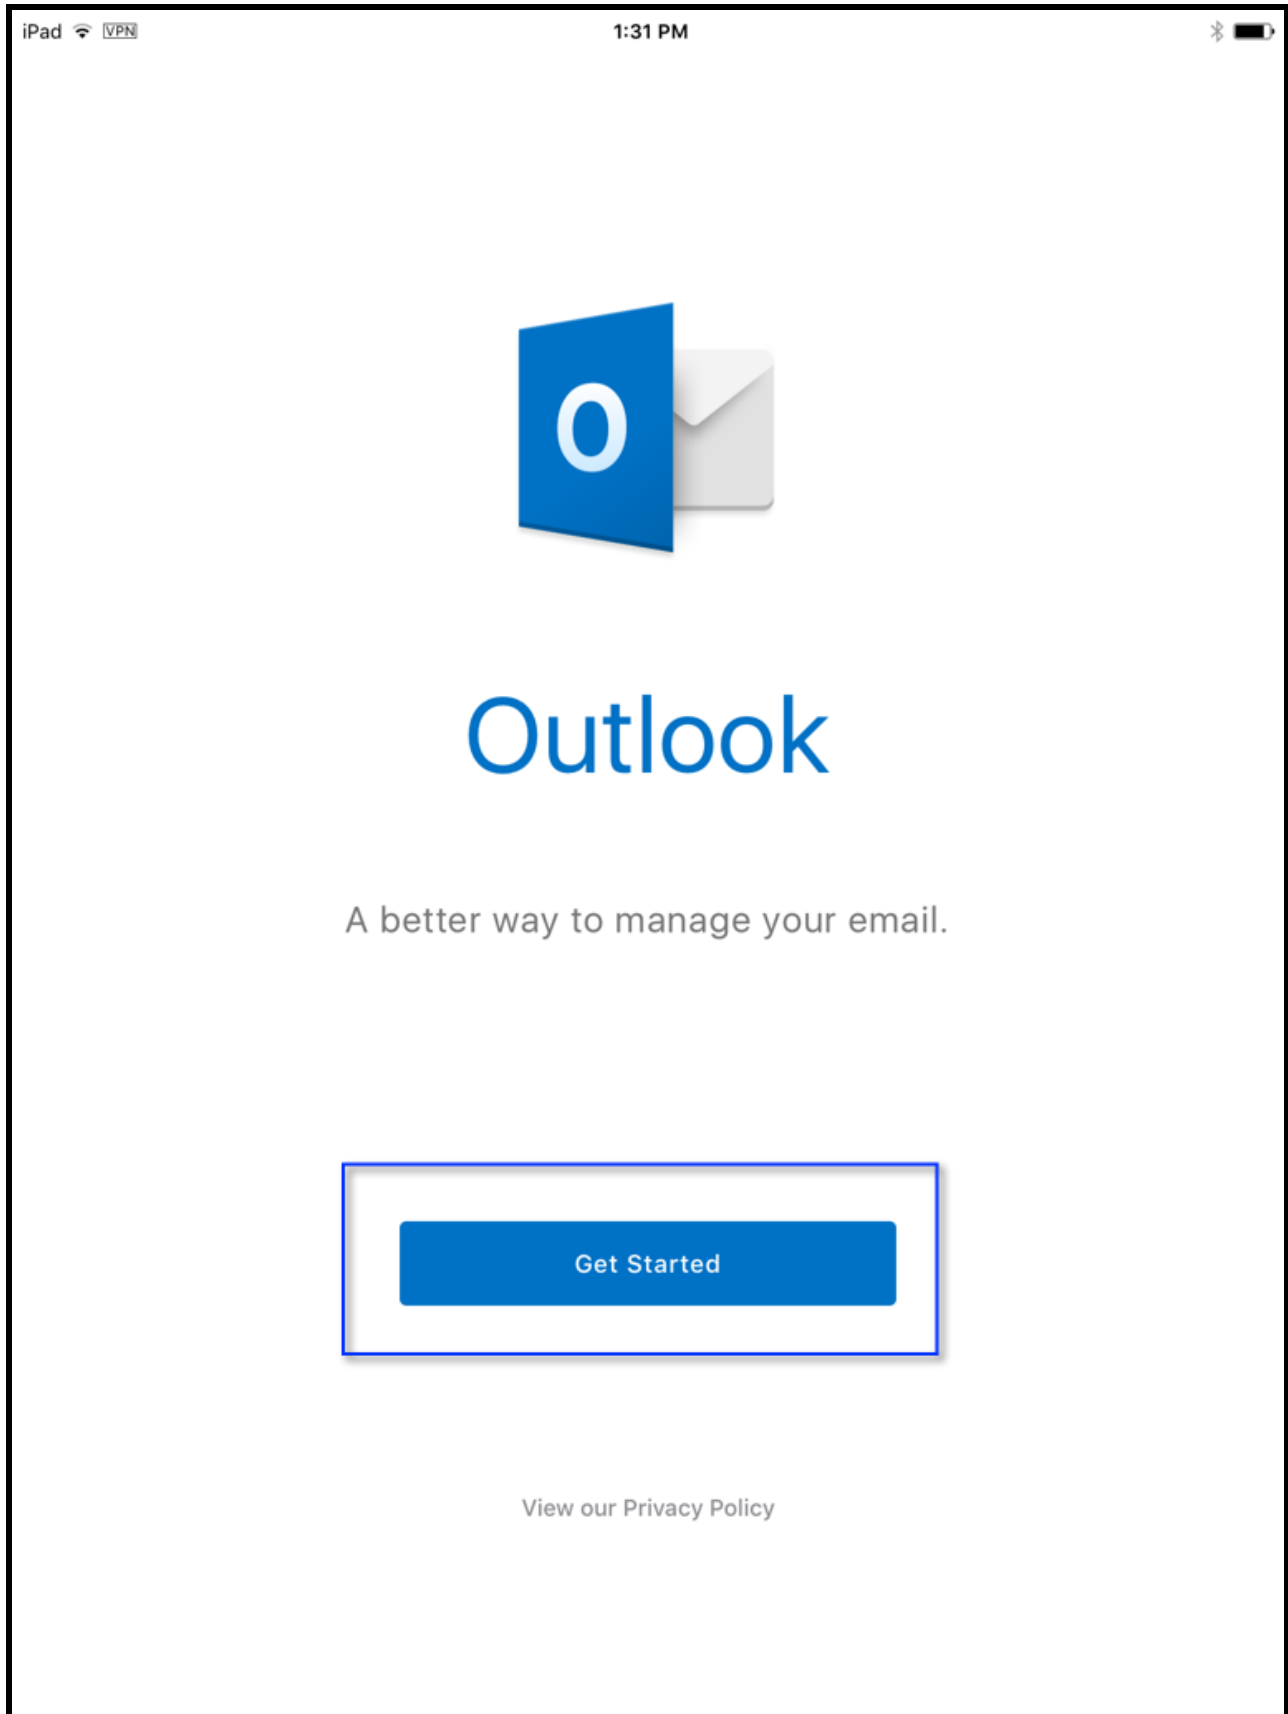 iPad VPN 1:31 PM
O
Outlook
A better way to manage your email.
Get Started
View our Privacy Policy